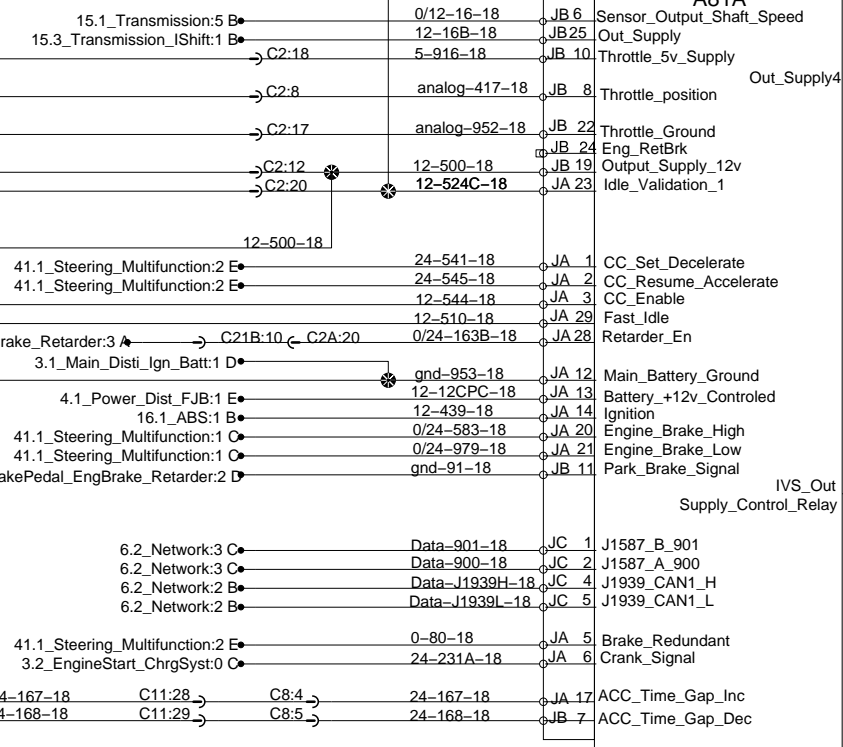 A81A
15.1_Transmission:5 B 0/12–16–18 JB 6 Sensor_Output_Shaft_Speed
15.3_Transmission_IShift:1 B 12–16B–18 JB 25 Out_Supply
C2:18 5–916–18 JB 10 Throttle_5v_Supply
Out_Supply4
C2:8 analog–417–18 JB 8 Throttle_position
C2:17 analog–952–18 JB 22 Throttle_Ground
JB 24 Eng_RetBrk
C2:12 12–500–18 JB 19 Output_Supply_12v
C2:20 12–524C–18 JA 23 Idle_Validation_1
12–500–18
41.1_Steering_Multifunction:2 E 24–541–18 JA 1 CC_Set_Decelerate
41.1_Steering_Multifunction:2 E 24–545–18 JA 2 CC_Resume_Accelerate
12–544–18 JA 3 CC_Enable
12–510–18 JA 29 Fast_Idle
rake_Retarder:3 A C21B:10 C2A:20 0/24–163B–18 JA 28 Retarder_En
3.1_Main_Disti_Ign_Batt:1 D
gnd–953–18 JA 12 Main_Battery_Ground
4.1_Power_Dist_FJB:1 E 12–12CPC–18 JA 13 Battery_+12v_Controled
16.1_ABS:1 B 12–439–18 JA 14 Ignition
41.1_Steering_Multifunction:1 C 0/24–583–18 JA 20 Engine_Brake_High
41.1_Steering_Multifunction:1 C 0/24–979–18 JA 21 Engine_Brake_Low
akePedal_EngBrake_Retarder:2 D gnd–91–18 JB 11 Park_Brake_Signal
IVS_Out
Supply_Control_Relay
6.2_Network:3 C Data–901–18 JC 1 J1587_B_901
6.2_Network:3 C Data–900–18 JC 2 J1587_A_900
6.2_Network:2 B Data–J1939H–18 JC 4 J1939_CAN1_H
6.2_Network:2 B Data–J1939L–18 JC 5 J1939_CAN1_L
41.1_Steering_Multifunction:2 E 0–80–18 JA 5 Brake_Redundant
3.2_EngineStart_ChrgSyst:0 C 24–231A–18 JA 6 Crank_Signal
4–167–18 C11:28 C8:4 24–167–18 JA 17 ACC_Time_Gap_Inc
4–168–18 C11:29 C8:5 24–168–18 JB 7 ACC_Time_Gap_Dec